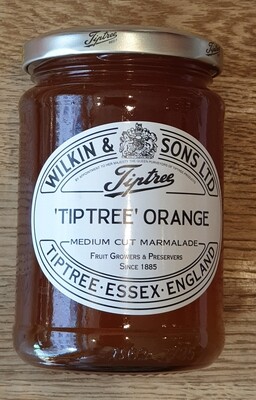 Tiptree
WILKIN & SONS LTD
Tiptree
'TIPTREE' ORANGE
MEDIUM CUT MARMALADE
FRUIT GROWERS & PRESERVERS
SINCE 1885
TIPTREE · ESSEX · ENGLAND